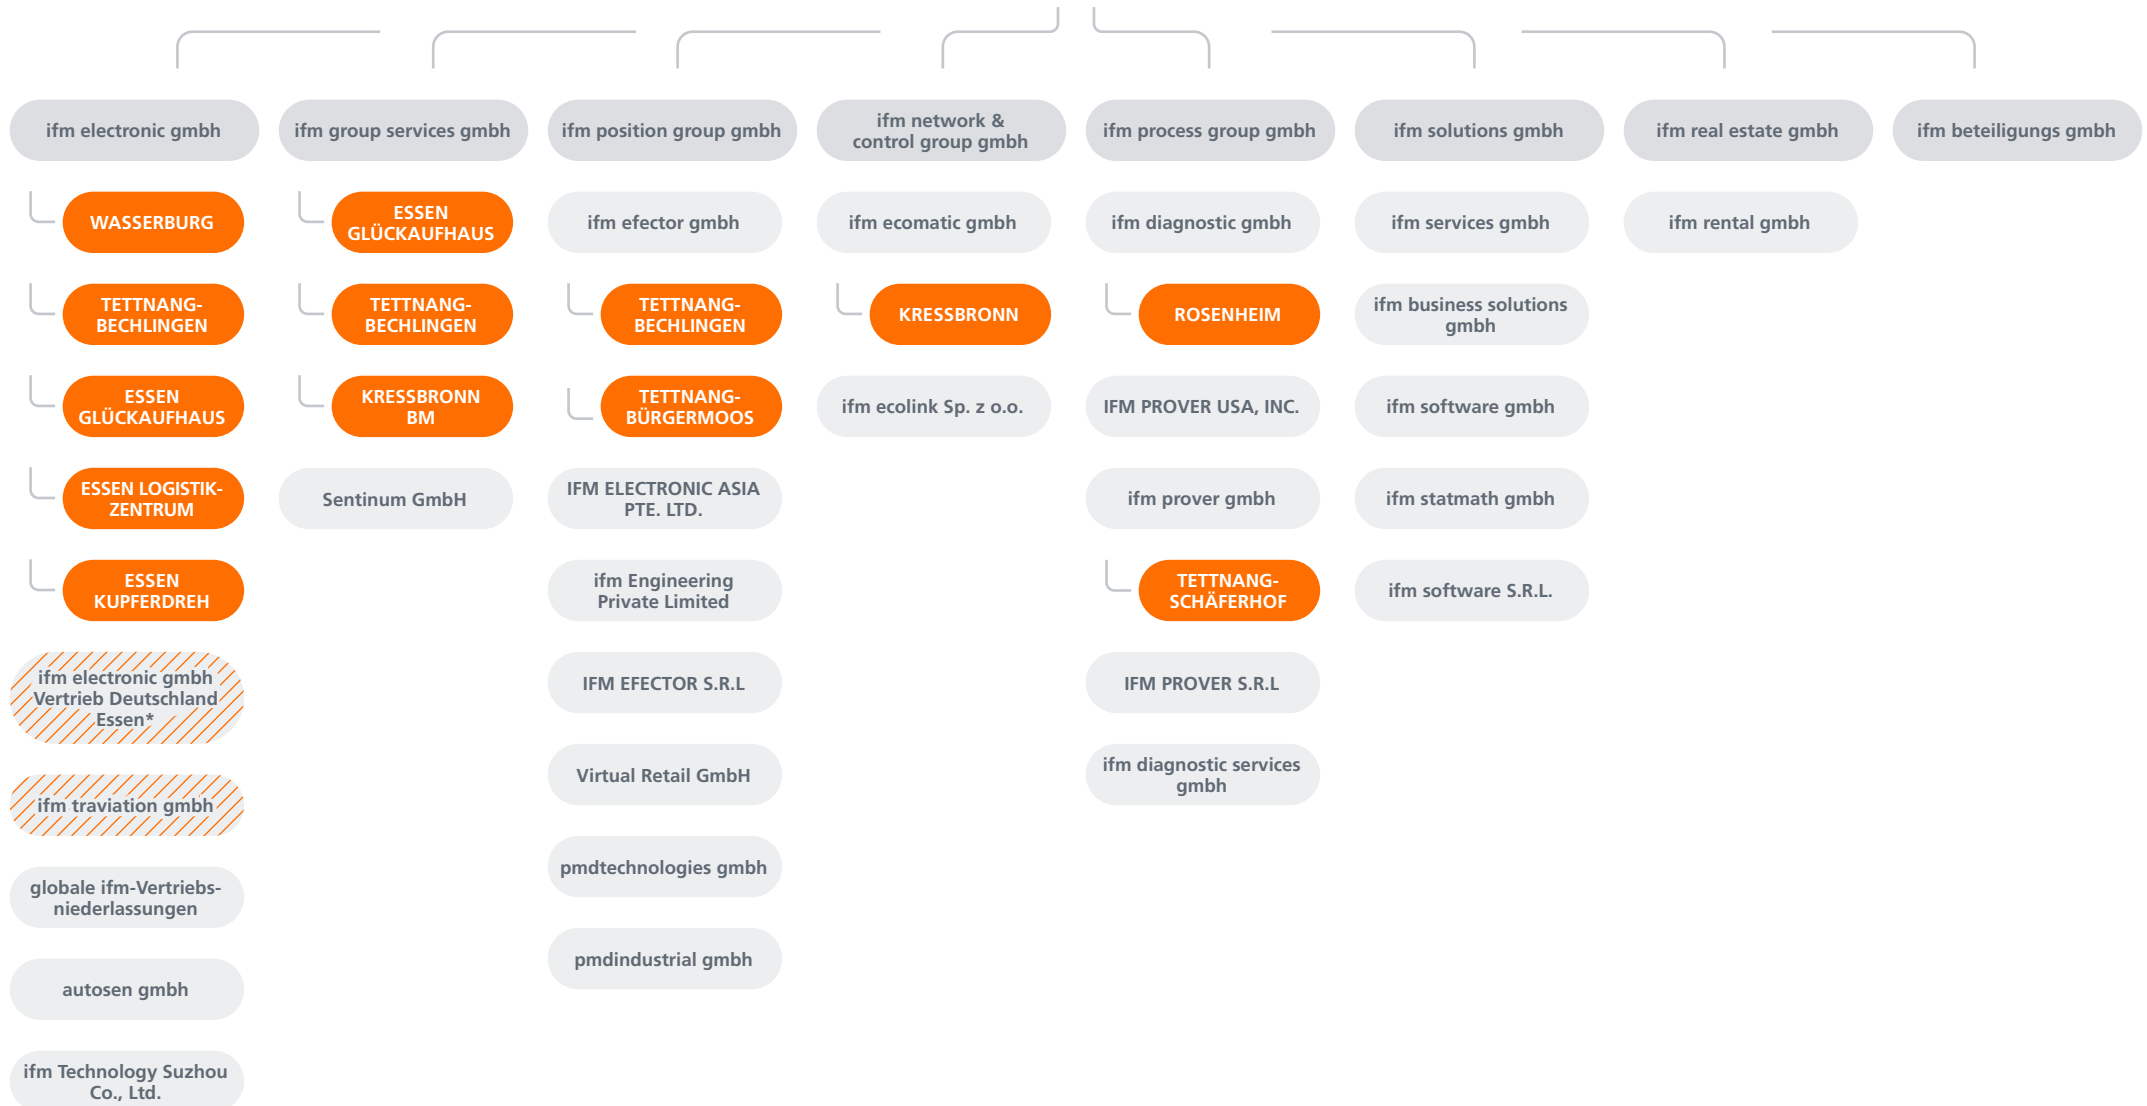 ifm electronic gmbh
WASSERBURG
TETTNANG-
BECHLINGEN
ESSEN
GLÜCKAUFHAUS
ESSEN LOGISTIK-
ZENTRUM
ESSEN
KUPFERDREH
ifm electronic gmbh
Vertrieb Deutschland
Essen*
ifm traviation gmbh
globale ifm-Vertriebs-
niederlassungen
autosen gmbh
ifm Technology Suzhou
Co., Ltd.
ifm group services gmbh
ESSEN
GLÜCKAUFHAUS
TETTNANG-
BECHLINGEN
KRESSBRONN
BM
Sentinum GmbH
ifm position group gmbh
ifm efector gmbh
TETTNANG-
BECHLINGEN
TETTNANG-
BÜRGERMOOS
IFM ELECTRONIC ASIA
PTE. LTD.
ifm Engineering
Private Limited
IFM EFECTOR S.R.L
Virtual Retail GmbH
pmdtechnologies gmbh
pmdindustrial gmbh
ifm network &
control group gmbh
ifm ecomatic gmbh
KRESSBRONN
ifm ecolink Sp. z o.o.
ifm process group gmbh
ifm diagnostic gmbh
ROSENHEIM
IFM PROVER USA, INC.
ifm prover gmbh
TETTNANG-
SCHÄFERHOF
IFM PROVER S.R.L
ifm diagnostic services
gmbh
ifm solutions gmbh
ifm services gmbh
ifm business solutions
gmbh
ifm software gmbh
ifm statmath gmbh
ifm software S.R.L.
ifm real estate gmbh
ifm rental gmbh
ifm beteiligungs gmbh